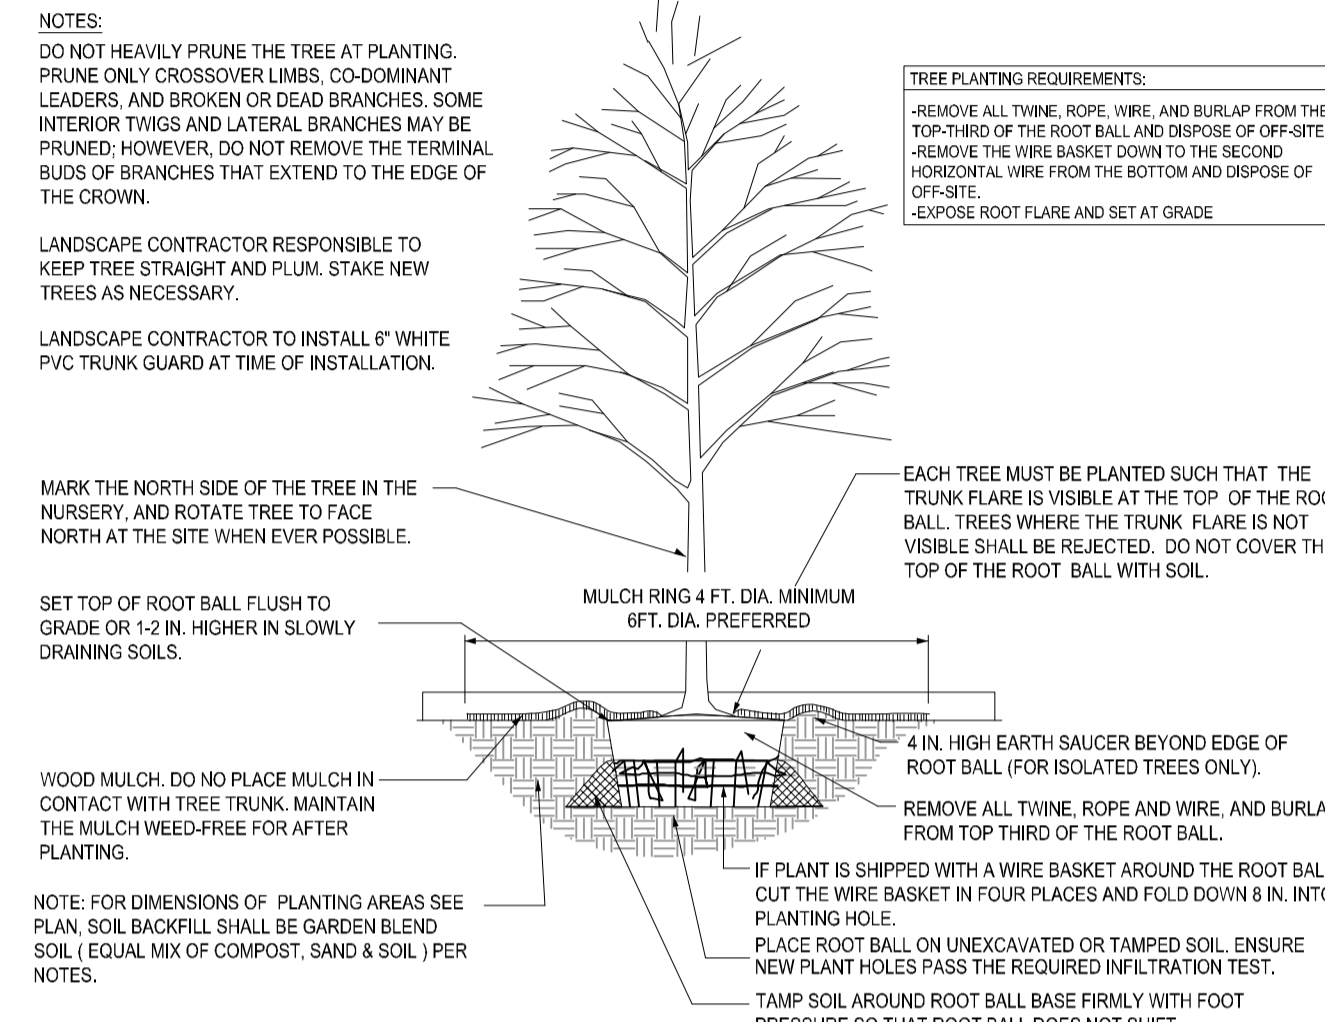 NOTES:
DO NOT HEAVILY PRUNE THE TREE AT PLANTING.
PRUNE ONLY CROSSOVER LIMBS, CO-DOMINANT
LEADERS, AND BROKEN OR DEAD BRANCHES. SOME
INTERIOR TWIGS AND LATERAL BRANCHES MAY BE
PRUNED; HOWEVER, DO NOT REMOVE THE TERMINAL
BUDS OF BRANCHES THAT EXTEND TO THE EDGE OF
THE CROWN.
LANDSCAPE CONTRACTOR RESPONSIBLE TO
KEEP TREE STRAIGHT AND PLUM. STAKE NEW
TREES AS NECESSARY.
LANDSCAPE CONTRACTOR TO INSTALL 6" WHITE
PVC TRUNK GUARD AT TIME OF INSTALLATION.
MARK THE NORTH SIDE OF THE TREE IN THE
NURSERY, AND ROTATE TREE TO FACE
NORTH AT THE SITE WHEN EVER POSSIBLE.
SET TOP OF ROOT BALL FLUSH TO
GRADE OR 1-2 IN. HIGHER IN SLOWLY
DRAINING SOILS.
WOOD MULCH. DO NO PLACE MULCH IN
CONTACT WITH TREE TRUNK. MAINTAIN
THE MULCH WEED-FREE FOR AFTER
PLANTING.
NOTE: FOR DIMENSIONS OF PLANTING AREAS SEE
PLAN, SOIL BACKFILL SHALL BE GARDEN BLEND
SOIL ( EQUAL MIX OF COMPOST, SAND & SOIL ) PER
NOTES.
MULCH RING 4 FT. DIA. MINIMUM
6FT. DIA. PREFERRED
TREE PLANTING REQUIREMENTS:
-REMOVE ALL TWINE, ROPE, WIRE, AND BURLAP FROM THE
TOP-THIRD OF THE ROOT BALL AND DISPOSE OF OFF-SITE
-REMOVE THE WIRE BASKET DOWN TO THE SECOND
HORIZONTAL WIRE FROM THE BOTTOM AND DISPOSE OF
OFF-SITE.
-EXPOSE ROOT FLARE AND SET AT GRADE
EACH TREE MUST BE PLANTED SUCH THAT THE
TRUNK FLARE IS VISIBLE AT THE TOP OF THE
BALL. TREES WHERE THE TRUNK FLARE IS NOT
VISIBLE SHALL BE REJECTED. DO NOT COVER
TOP OF THE ROOT BALL WITH SOIL.
4 IN. HIGH EARTH SAUCER BEYOND EDGE OF
ROOT BALL (FOR ISOLATED TREES ONLY).
REMOVE ALL TWINE, ROPE AND WIRE, AND
FROM TOP THIRD OF THE ROOT BALL.
IF PLANT IS SHIPPED WITH A WIRE BASKET AROUND THE ROOT
CUT THE WIRE BASKET IN FOUR PLACES AND FOLD DOWN 8 IN.
PLANTING HOLE.
PLACE ROOT BALL ON UNEXCAVATED OR TAMPED SOIL. ENSURE
NEW PLANT HOLES PASS THE REQUIRED INFILTRATION TEST.
TAMP SOIL AROUND ROOT BALL BASE FIRMLY WITH FOOT
PRESSURE SO THAT ROOT BALL DOES NOT SHIFT